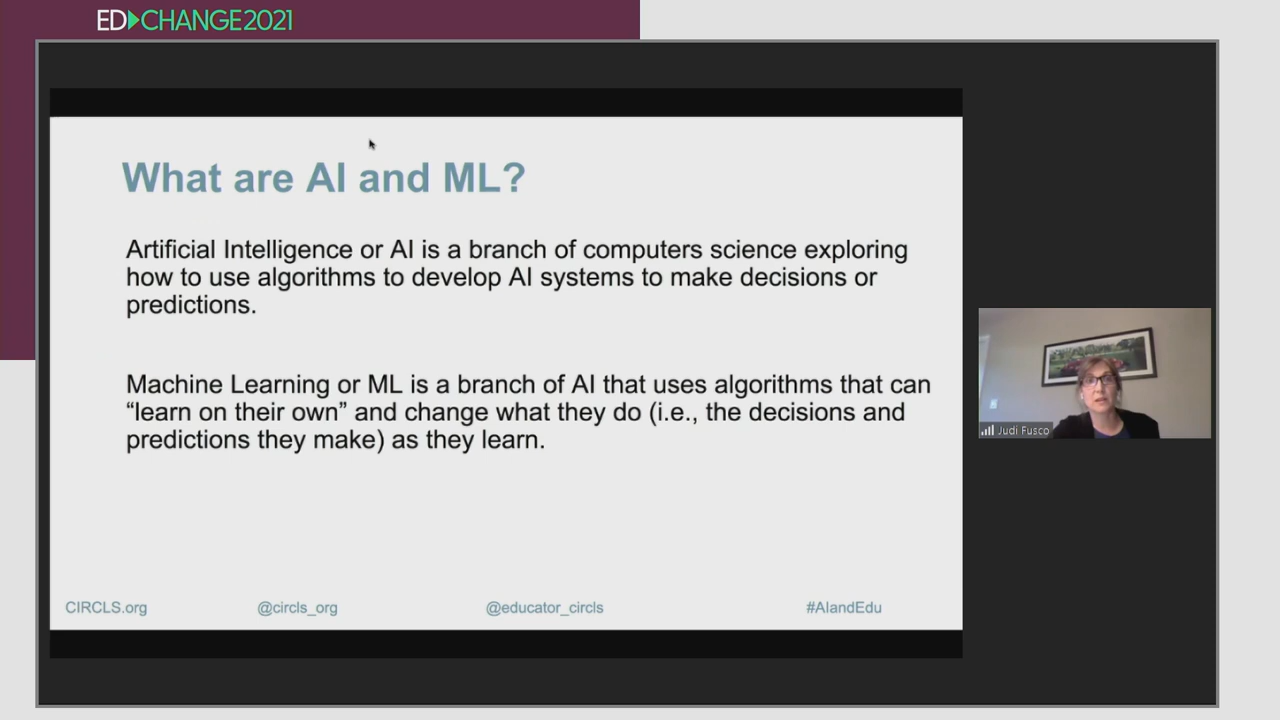 ED CHANGE2021
What are AI and ML?
Artificial Intelligence or AI is a branch of computers science exploring
how to use algorithms to develop AI systems to make decisions or
predictions.
Machine Learning or ML is a branch of AI that uses algorithms that can
“learn on their own” and change what they do (i.e., the decisions and
predictions they make) as they learn.
Judi Fusco
CIRCLS.org @circls_org @educator_circls #AIandEdu